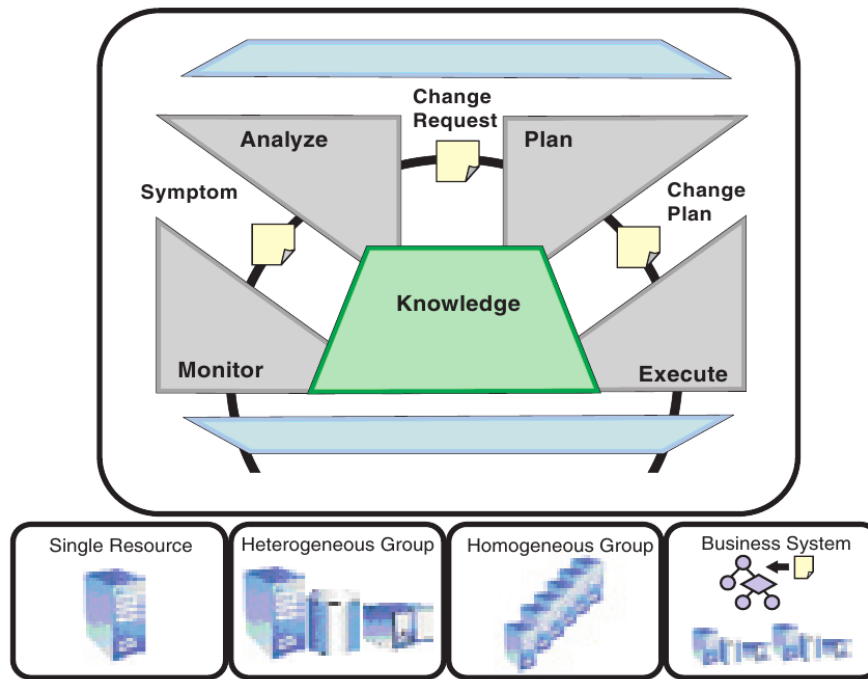 Change
Request
Analyze
Plan
Symptom
Change
Plan
Knowledge
Monitor
Execute
Single Resource
Heterogeneous Group
Homogeneous Group
Business System